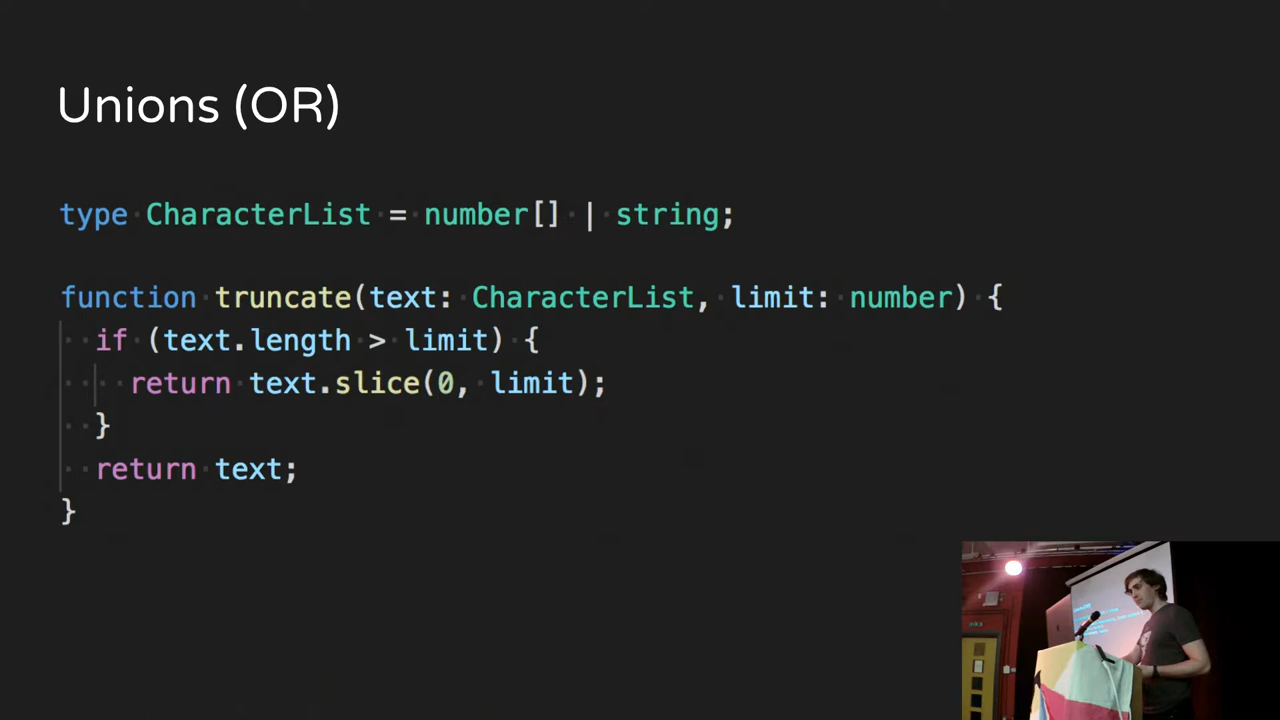 Unions (OR)
type CharacterList = number[] | string;
function truncate(text: CharacterList, limit: number) {
if (text.length > limit) {
return text.slice(0, limit);
}
return text;
}